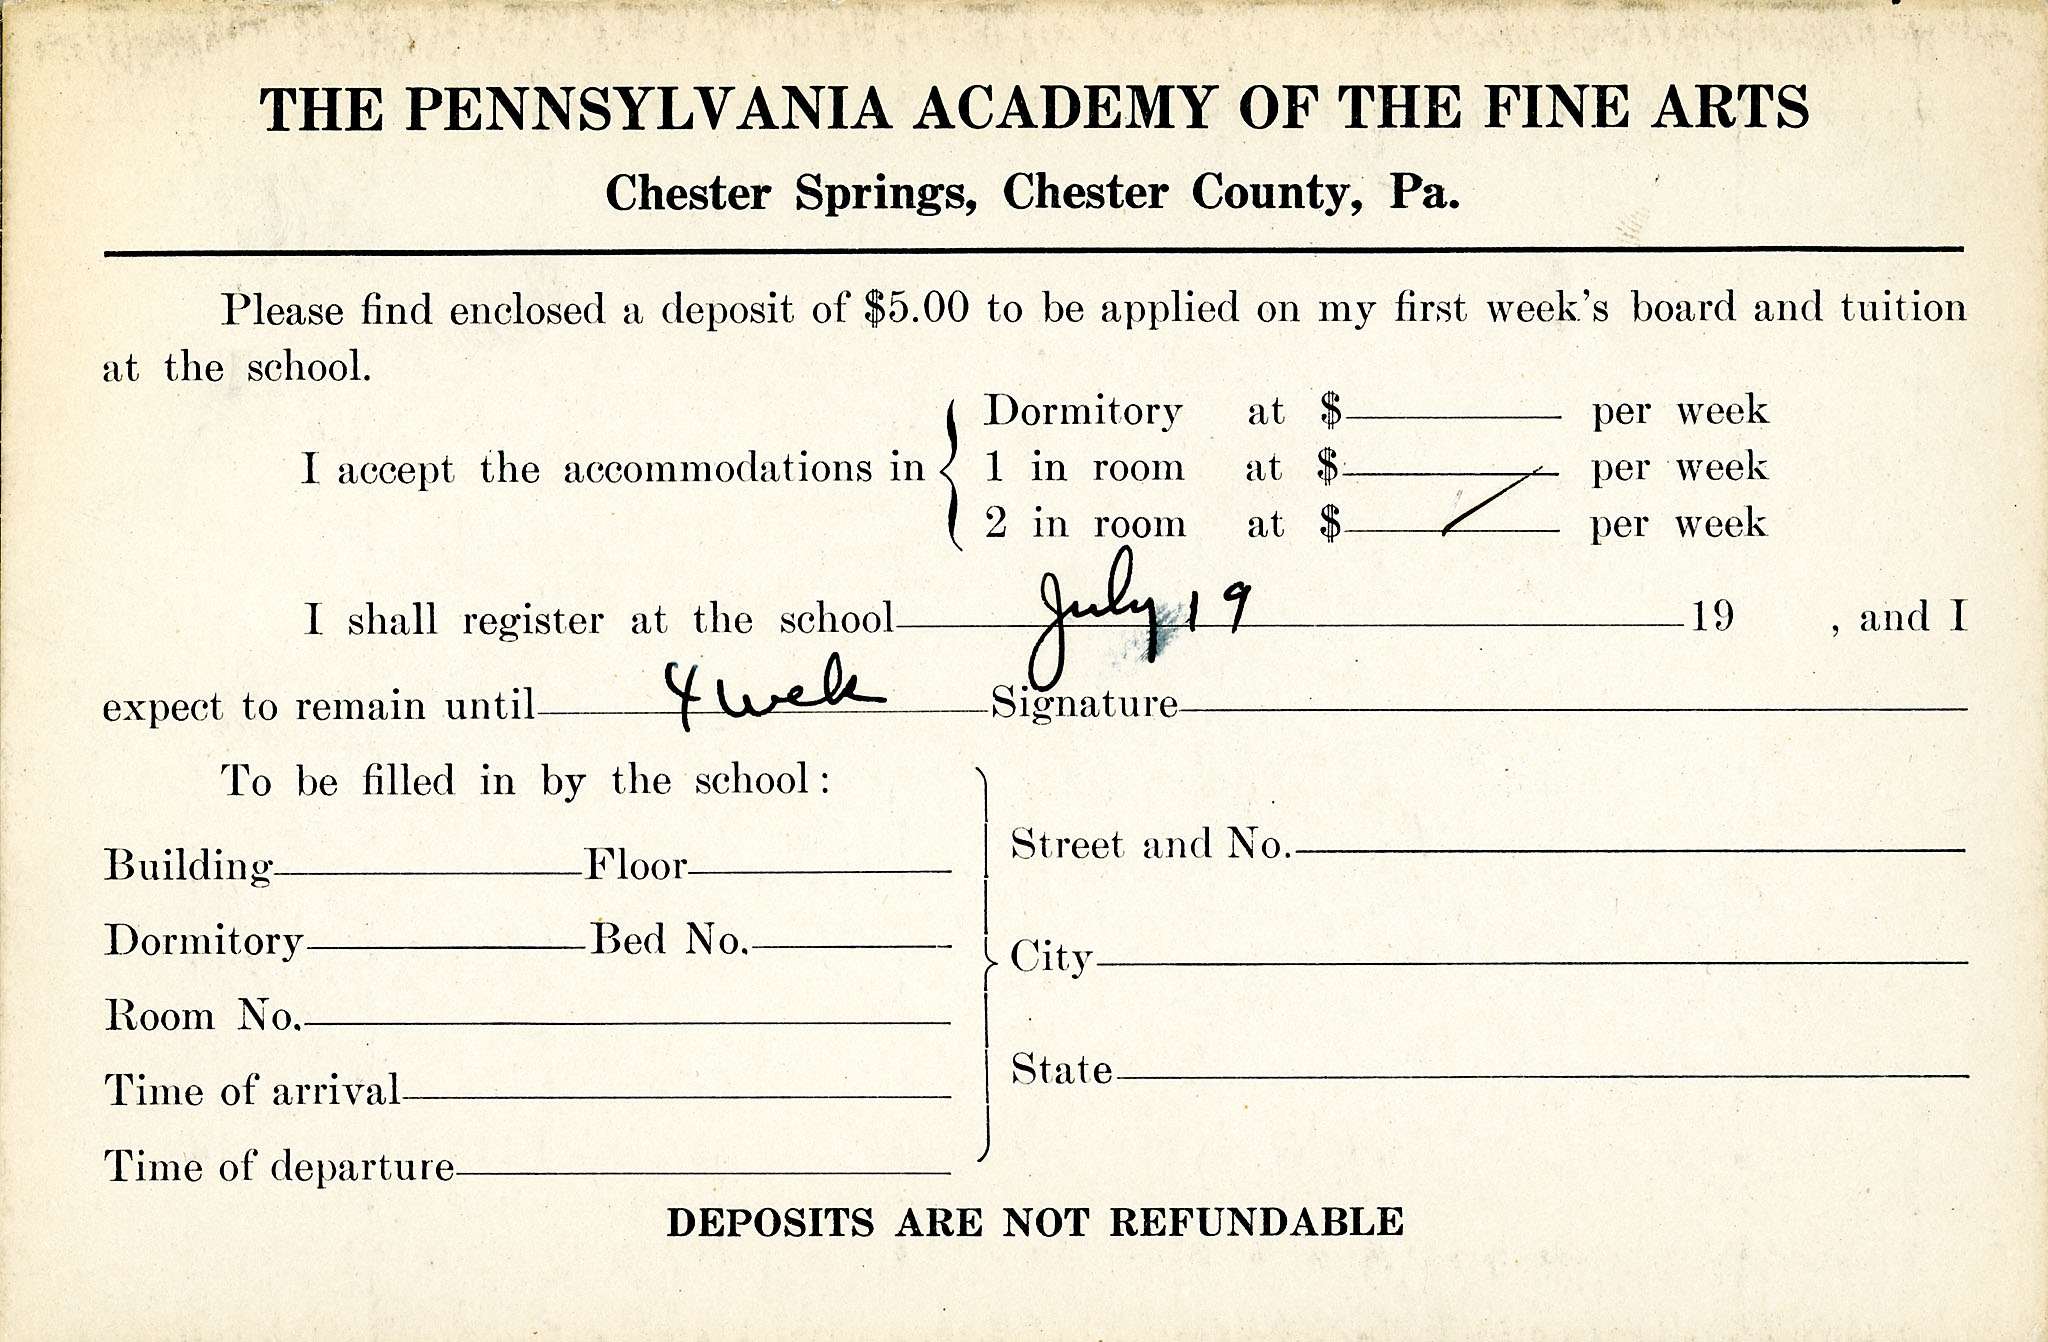 THE PENNSYLVANIA ACADEMY OF THE FINE ARTS
Chester Springs, Chester County, Pa.
Please find enclosed a deposit of $5.00 to be applied on my first week's board and tuition
at the school.
Dormitory at $ per week
I accept the accommodations in 1 in room at $ per week
2 in room at $ per week
I shall register at the school July 19 19 , and I
expect to remain until 4 week Signature
To be filled in by the school:
Street and No.
Building Floor
Dormitory Bed No.
City
Room No.
State
Time of arrival
Time of departure
DEPOSITS ARE NOT REFUNDABLE